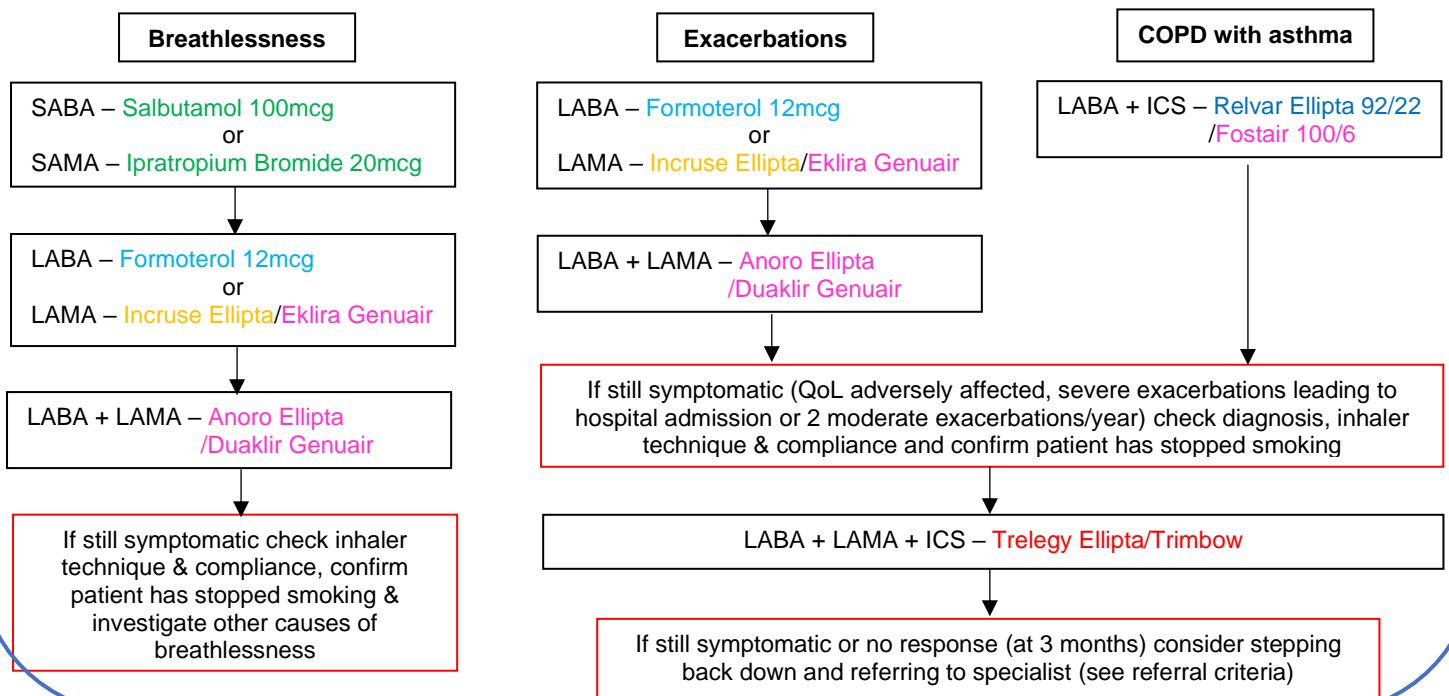 Breathlessness
SABA – Salbutamol 100mcg
or
SAMA – Ipratropium Bromide 20mcg
LABA – Formoterol 12mcg
or
LAMA – Incruse Ellipta/Eklira Genuair
LABA + LAMA – Anoro Ellipta
/Duaklir Genuair
If still symptomatic check inhaler
technique & compliance, confirm
patient has stopped smoking &
investigate other causes of
breathlessness
Exacerbations
LABA – Formoterol 12mcg
or
LAMA – Incruse Ellipta/Eklira Genuair
LABA + LAMA – Anoro Ellipta
/Duaklir Genuair
COPD with asthma
LABA + ICS – Relvar Ellipta 92/22
/Fostair 100/6
If still symptomatic (QoL adversely affected, severe exacerbations leading to
hospital admission or 2 moderate exacerbations/year) check diagnosis, inhaler
technique & compliance and confirm patient has stopped smoking
LABA + LAMA + ICS – Trelegy Ellipta/Trimbow
If still symptomatic or no response (at 3 months) consider stepping
back down and referring to specialist (see referral criteria)